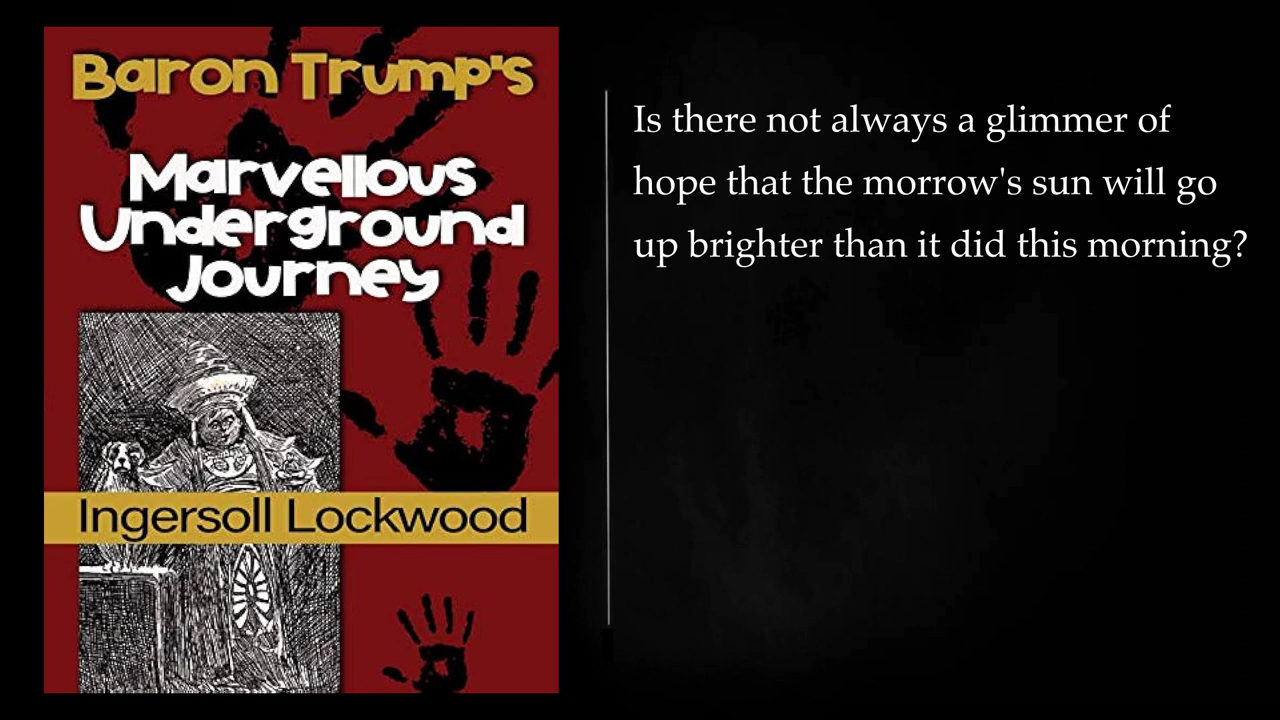 Baron Trump's
Marvellous
Underground
Journey
Ingersoll Lockwood
Is there not always a glimmer of
hope that the morrow's sun will go
up brighter than it did this morning?